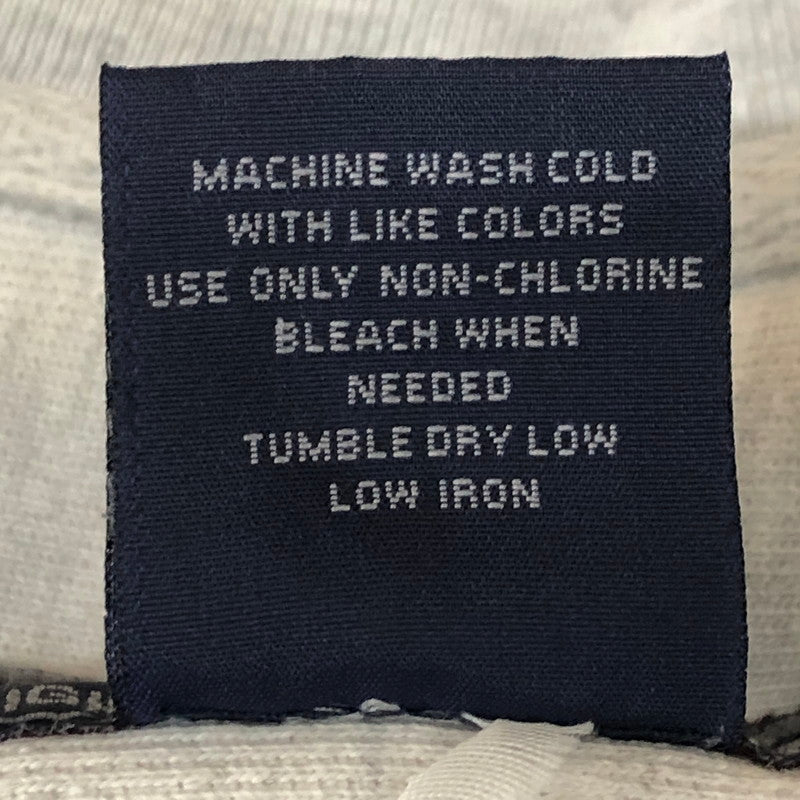 MACHINE WASH COLD
WITH LIKE COLORS
USE ONLY NON-CHLORINE
BLEACH WHEN
NEEDED
TUMBLE DRY LOW
LOW IRON